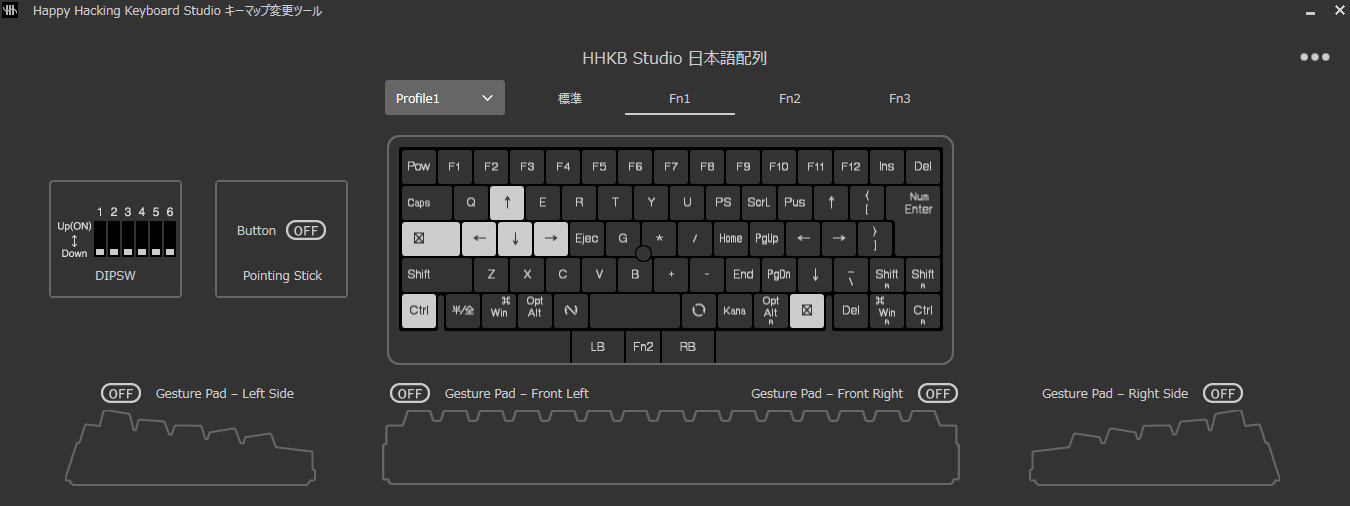 Happy Hacking Keyboard Studio キーマップ変更ツール
HHKB Studio 日本語配列
Profile1 標準 Fn1 Fn2 Fn3
Pow F1 F2 F3 F4 F5 F6 F7 F8 F9 F10 F11 F12 Ins Del
Caps Q ↑ E R T Y U PS ScrL Pus ↑ { [ Num Enter
← ↓ → Ejec G * / Home PgUp ← → } ]
Shift Z X C V B + - End PgDn ↓ _ \ Shift R Shift R
Ctrl 半/全 ⌘ Win Opt Alt Kana Opt Alt R Del ⌘ Win R Ctrl R
LB Fn2 RB
1 2 3 4 5 6
Up(ON)
↕
Down
DIPSW
Button OFF
Pointing Stick
OFF Gesture Pad – Left Side
OFF Gesture Pad – Front Left
Gesture Pad – Front Right OFF
Gesture Pad – Right Side OFF